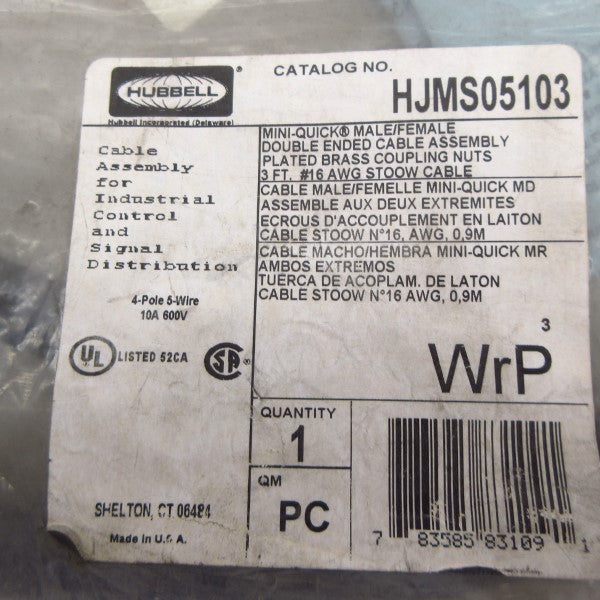 HUBBELL®
Hubbell Incorporated (Delaware)
CATALOG NO.
HJMS05103
Cable
Assembly
for
Industrial
Control
and
Signal
Distribution
4-Pole 5-Wire
10A 600V
UL LISTED 52CA SA®
SHELTON, CT 06484
Made in U.S.A.
MINI-QUICK® MALE/FEMALE
DOUBLE ENDED CABLE ASSEMBLY
PLATED BRASS COUPLING NUTS
3 FT. #16 AWG STOOW CABLE
CABLE MALE/FEMELLE MINI-QUICK MD
ASSEMBLE AUX DEUX EXTREMITES
ECROUS D'ACCOUPLEMENT EN LAITON
CABLE STOOW N°16, AWG, 0,9M
CABLE MACHO/HEMBRA MINI-QUICK MR
AMBOS EXTREMOS
TUERCA DE ACOPLAM. DE LATON
CABLE STOOW N°16 AWG, 0,9M
3
WrP
QUANTITY
1
QM
PC
7 83585 83109 1